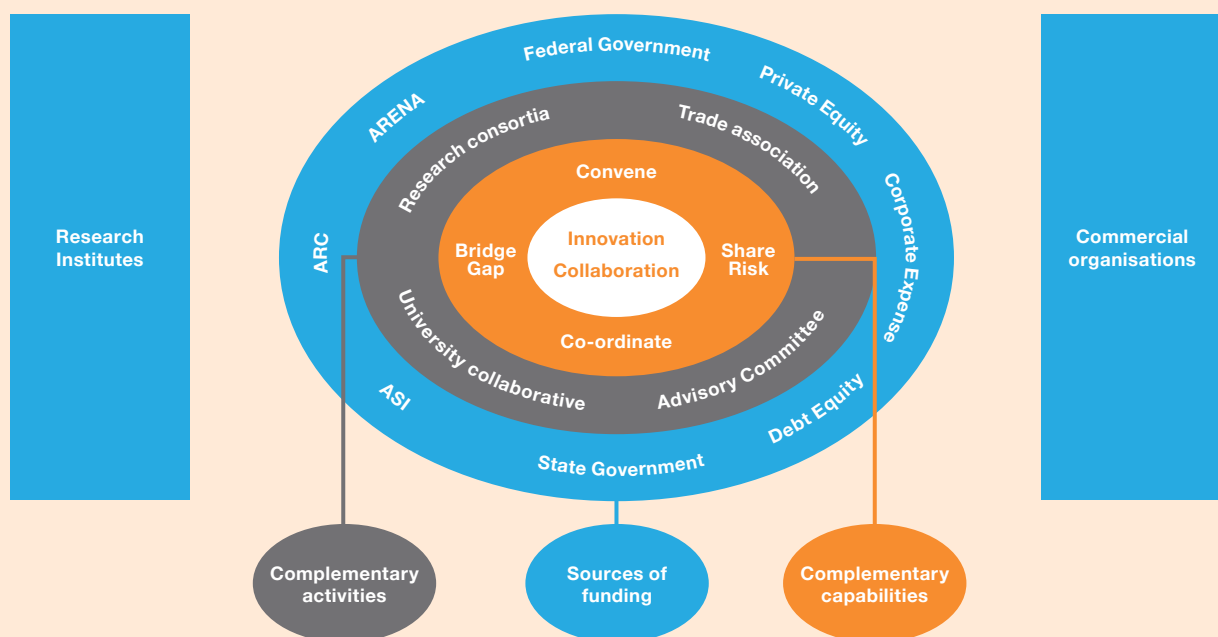 Federal Government
Private Equity
ARENA
Corporate Expense
Research consortia
Trade association
Convene
Research
Institutes
ARC
Bridge
Gap
Innovation
Collaboration
Share
Risk
Commercial
organisations
Co-ordinate
University collaborative
Advisory Committee
ASI
Debt Equity
State Government
Complementary
activities
Sources of
funding
Complementary
capabilities